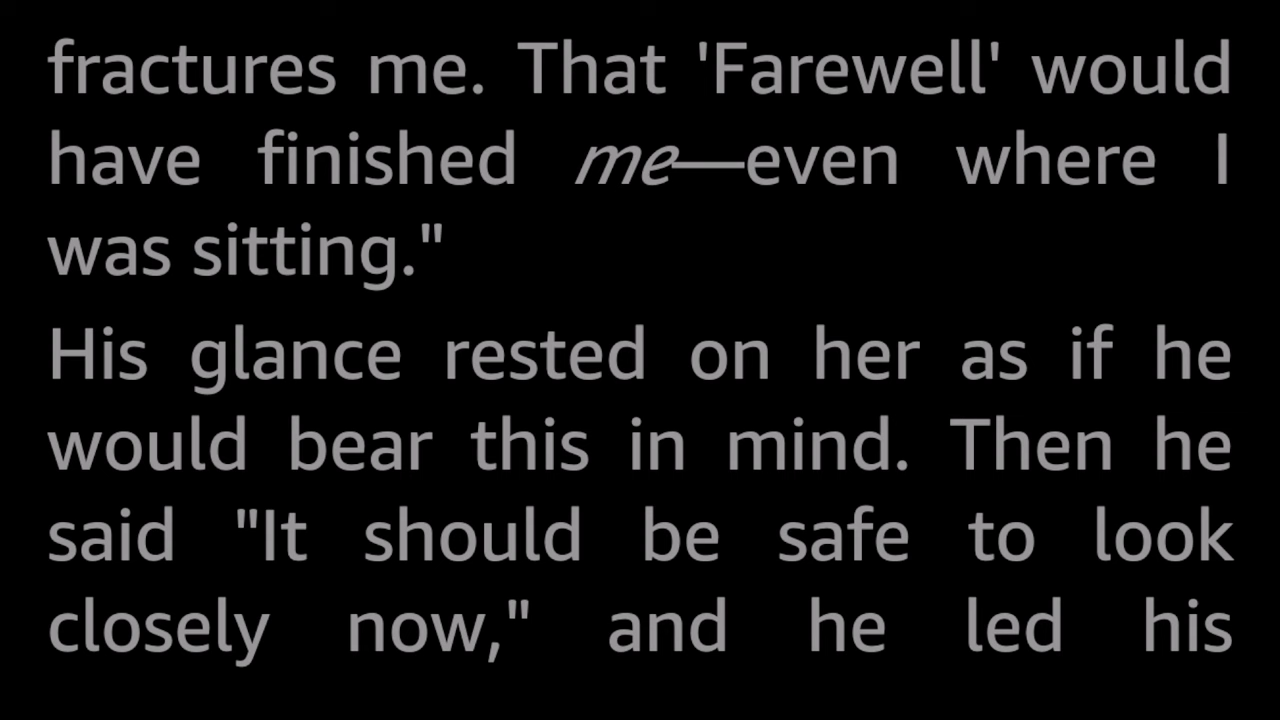 fractures me. That 'Farewell' would
have finished me—even where I
was sitting."
His glance rested on her as if he
would bear this in mind. Then he
said "It should be safe to look
closely now," and he led his